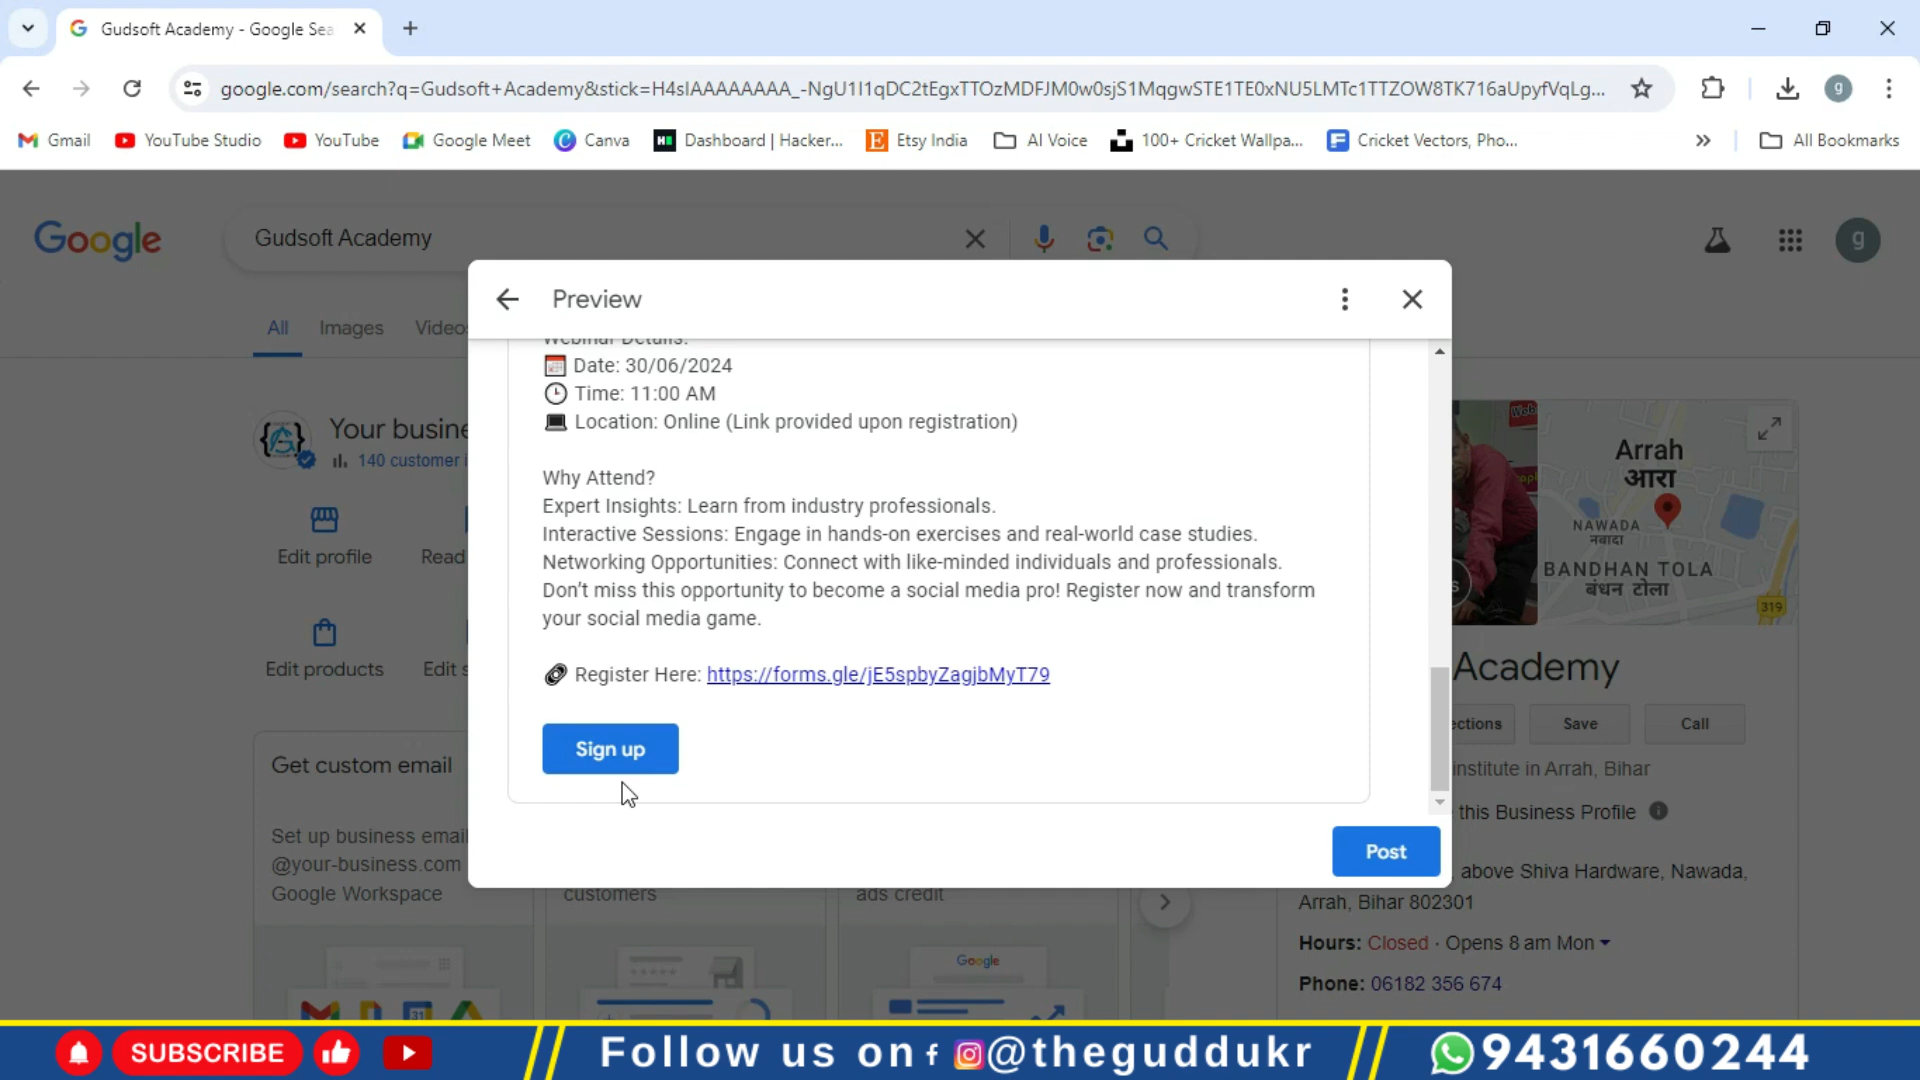 Gudsoft Academy - Google Sea
google.com/search?q=Gudsoft+Academy&stick=H4sIAAAAAAAA_-NgU1I1qDC2tEgxTTOzMDFJM0w0sjS1MqgwSTE1TE0xNU5LMTc1TTZOW8TK716aUpyfVqLg...
Gmail
YouTube Studio
YouTube
Google Meet
Canva
Dashboard | Hacker...
Etsy India
AI Voice
100+ Cricket Wallpa...
Cricket Vectors, Pho...
All Bookmarks
Google
Gudsoft Academy
g
All
Images
Video
Preview
Webinar Details:
Date: 30/06/2024
Time: 11:00 AM
Location: Online (Link provided upon registration)
Why Attend?
Expert Insights: Learn from industry professionals.
Interactive Sessions: Engage in hands-on exercises and real-world case studies.
Networking Opportunities: Connect with like-minded individuals and professionals.
Don't miss this opportunity to become a social media pro! Register now and transform
your social media game.
Register Here: https://forms.gle/jE5spbyZagjbMyT79
Sign up
Post
Your busine
140 customer i
Edit profile
Read
Edit products
Edit s
Get custom email
Set up business email
@your-business.com
Google Workspace
customers
ads credit
Google
Arrah
आरा
NAWADA
नवादा
BANDHAN TOLA
बंधन टोला
319
Academy
ections
Save
Call
institute in Arrah, Bihar
this Business Profile
above Shiva Hardware, Nawada,
Arrah, Bihar 802301
Hours: Closed · Opens 8 am Mon
Phone: 06182 356 674
SUBSCRIBE
Follow us on @theguddukr
9431660244